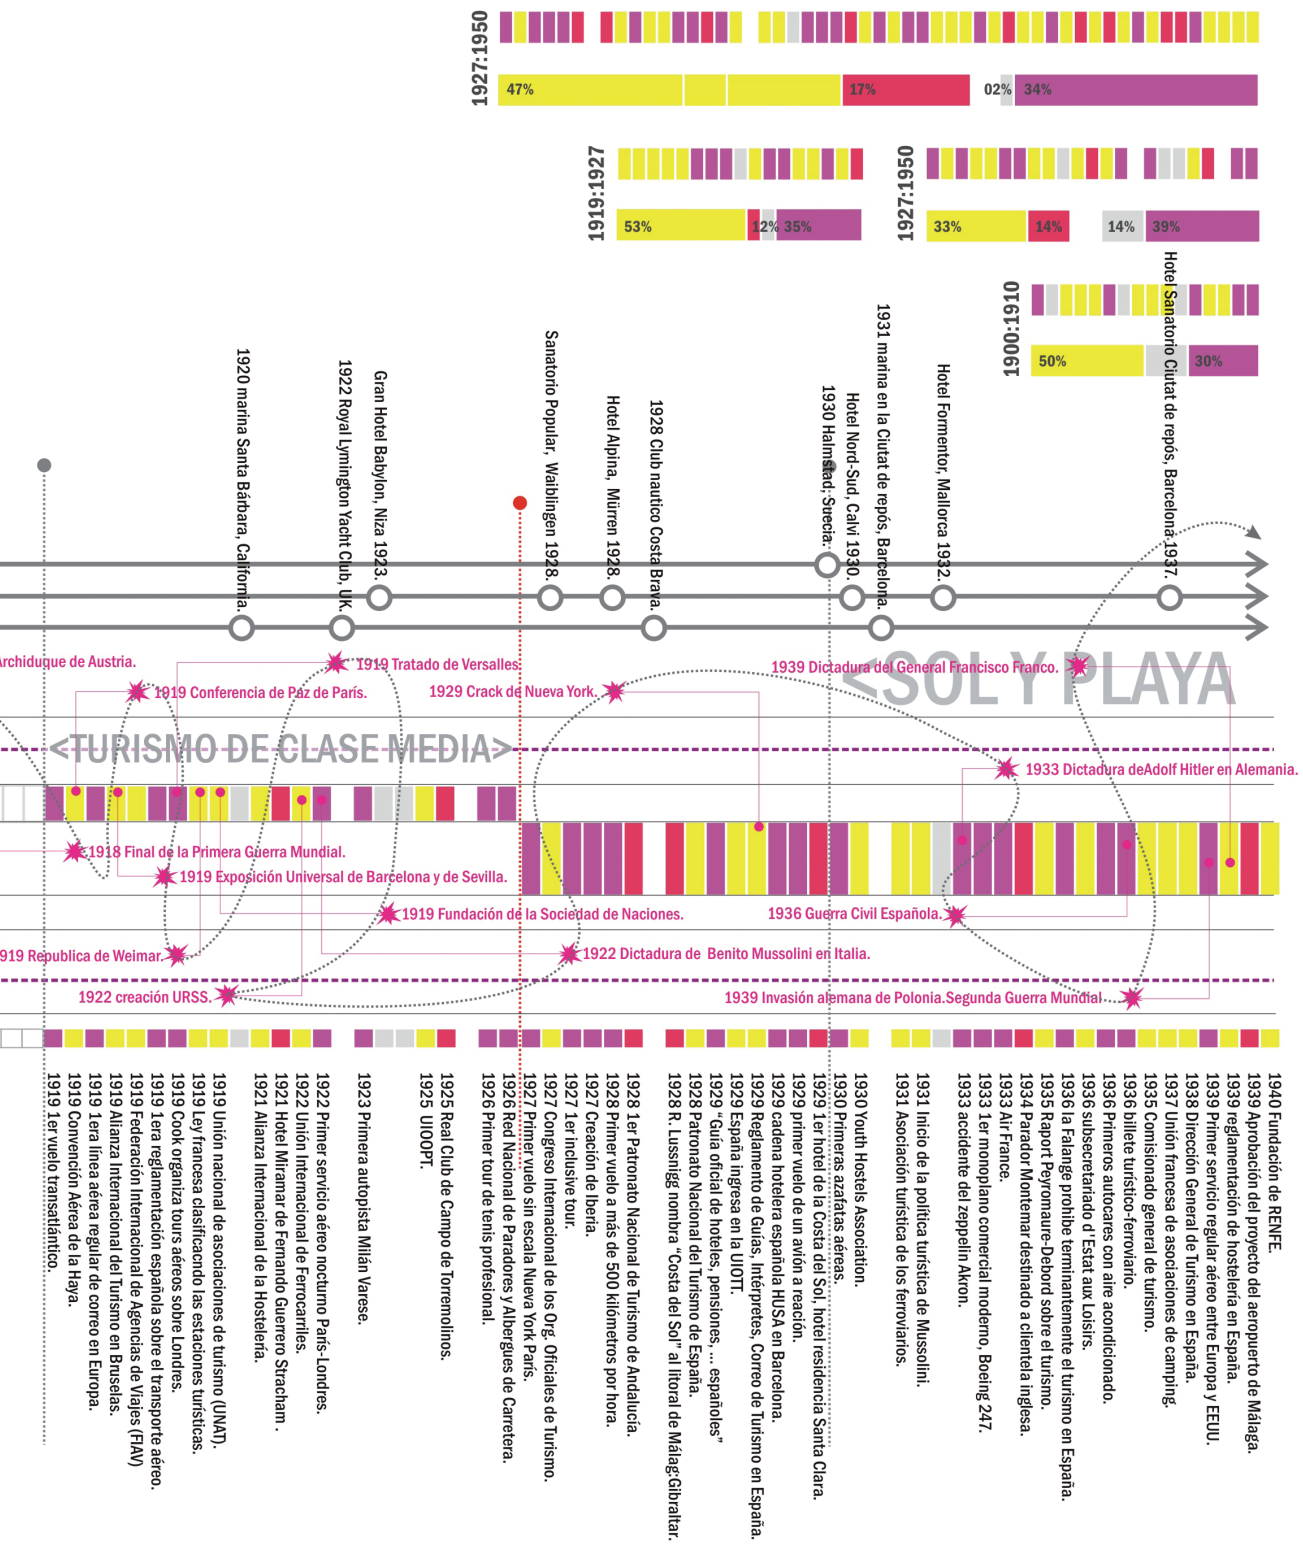 1927:1950
47%
17%
02%
34%
1919:1927
53%
12%
35%
1927:1950
33%
14%
14%
39%
1900:1910
50%
30%
1920 marina Santa Bárbara, California.
1922 Royal Lymington Yacht Club, UK.
Gran Hotel Babylon, Niza 1923.
Sanatorio Popular, Waiblingen 1928.
Hotel Alpina, Mürren 1928.
1928 Club nautico Costa Brava.
1930 Halmstad, Suecia.
Hotel Nord-Sud, Calvi 1930.
1931 marina en la Ciutat de repós, Barcelona.
Hotel Formentor, Mallorca 1932.
Hotel Sanatorio Ciutat de repós, Barcelona 1937.
Archiduque de Austria.
1919 Tratado de Versalles
1939 Dictadura del General Francisco Franco.
<SOL Y PLAYA
1919 Conferencia de Paz de París.
1929 Crack de Nueva York.
<TURISMO DE CLASE MEDIA>
1933 Dictadura deAdolf Hitler en Alemania.
1918 Final de la Primera Guerra Mundial.
1919 Exposición Universal de Barcelona y de Sevilla.
1919 Fundación de la Sociedad de Naciones.
1936 Guerra Civil Española.
919 Republica de Weimar.
1922 Dictadura de Benito Mussolini en Italia.
1922 creación URSS.
1939 Invasión alemana de Polonia.Segunda Guerra Mundial
1919 1er vuelo transatlántico.
1919 Convención Aérea de la Haya.
1919 1era línea aérea regular de correo en Europa.
1919 Alianza Internacional del Turismo en Bruselas.
1919 Federación Internacional de Agencias de Viajes (FIAV)
1919 1era reglamentación española sobre el transporte aéreo.
1919 Cook organiza tours aéreos sobre Londres.
1919 Ley francesa clasificando las estaciones turísticas.
1919 Unión nacional de asociaciones de turismo (UNAT).
1921 Alianza Internacional de la Hostelería.
1921 Hotel Miramar de Fernando Guerrero Stracham .
1922 Unión Internacional de Ferrocarriles.
1922 Primer servicio aéreo nocturno París-Londres.
1923 Primera autopista Milán Varese.
1925 UIOOPT.
1925 Real Club de Campo de Torremolinos.
1926 Primer tour de tenis profesional.
1926 Red Nacional de Paradores y Albergues de Carretera.
1927 Primer vuelo sin escala Nueva York París.
1927 Congreso Internacional de los Org. Oficiales de Turismo.
1927 1er inclusive tour.
1927 Creación de Iberia.
1928 Primer vuelo a más de 500 kilómetros por hora.
1928 1er Patronato Nacional de Turismo de Andalucía.
1928 R. Lussnigg nombra "Costa del Sol" al litoral de Málag:Gibraltar.
1928 Patronato Nacional del Turismo de España.
1929 "Guía oficial de hoteles, pensiones, ... españoles"
1929 España ingresa en la UIOTT.
1929 Reglamento de Guías, Intérpretes, Correo de Turismo en España.
1929 cadena hotelera española HUSA en Barcelona.
1929 primer vuelo de un avión a reación.
1929 1er hotel de la Costa del Sol, hotel residencia Santa Clara.
1930 Primeras azafatas aéreas.
1930 Youth Hostels Association.
1931 Asociación turística de los ferroviarios.
1931 Inicio de la política turística de Mussolini.
1933 accidente del zeppelin Akron.
1933 1er monoplano comercial moderno, Boeing 247.
1933 Air France.
1934 Parador Montemar destinado a clientela inglesa.
1935 Raport Peyromaure-Debord sobre el turismo.
1936 la Falange prohibe terminantemente el turismo en España.
1936 subsecretariado d' Estat aux Loisirs.
1936 Primeros autocares con aire acondicionado.
1936 billete turístico-ferroviario.
1935 Comisionado general de turismo.
1937 Unión francesa de asociaciones de camping.
1938 Dirección General de Turismo en España.
1939 Primer servicio regular aéreo entre Europa y EEUU.
1939 reglamentación de hostelería en España.
1939 Aprobación del proyecto del aeropuerto de Málaga.
1940 Fundación de RENFE.